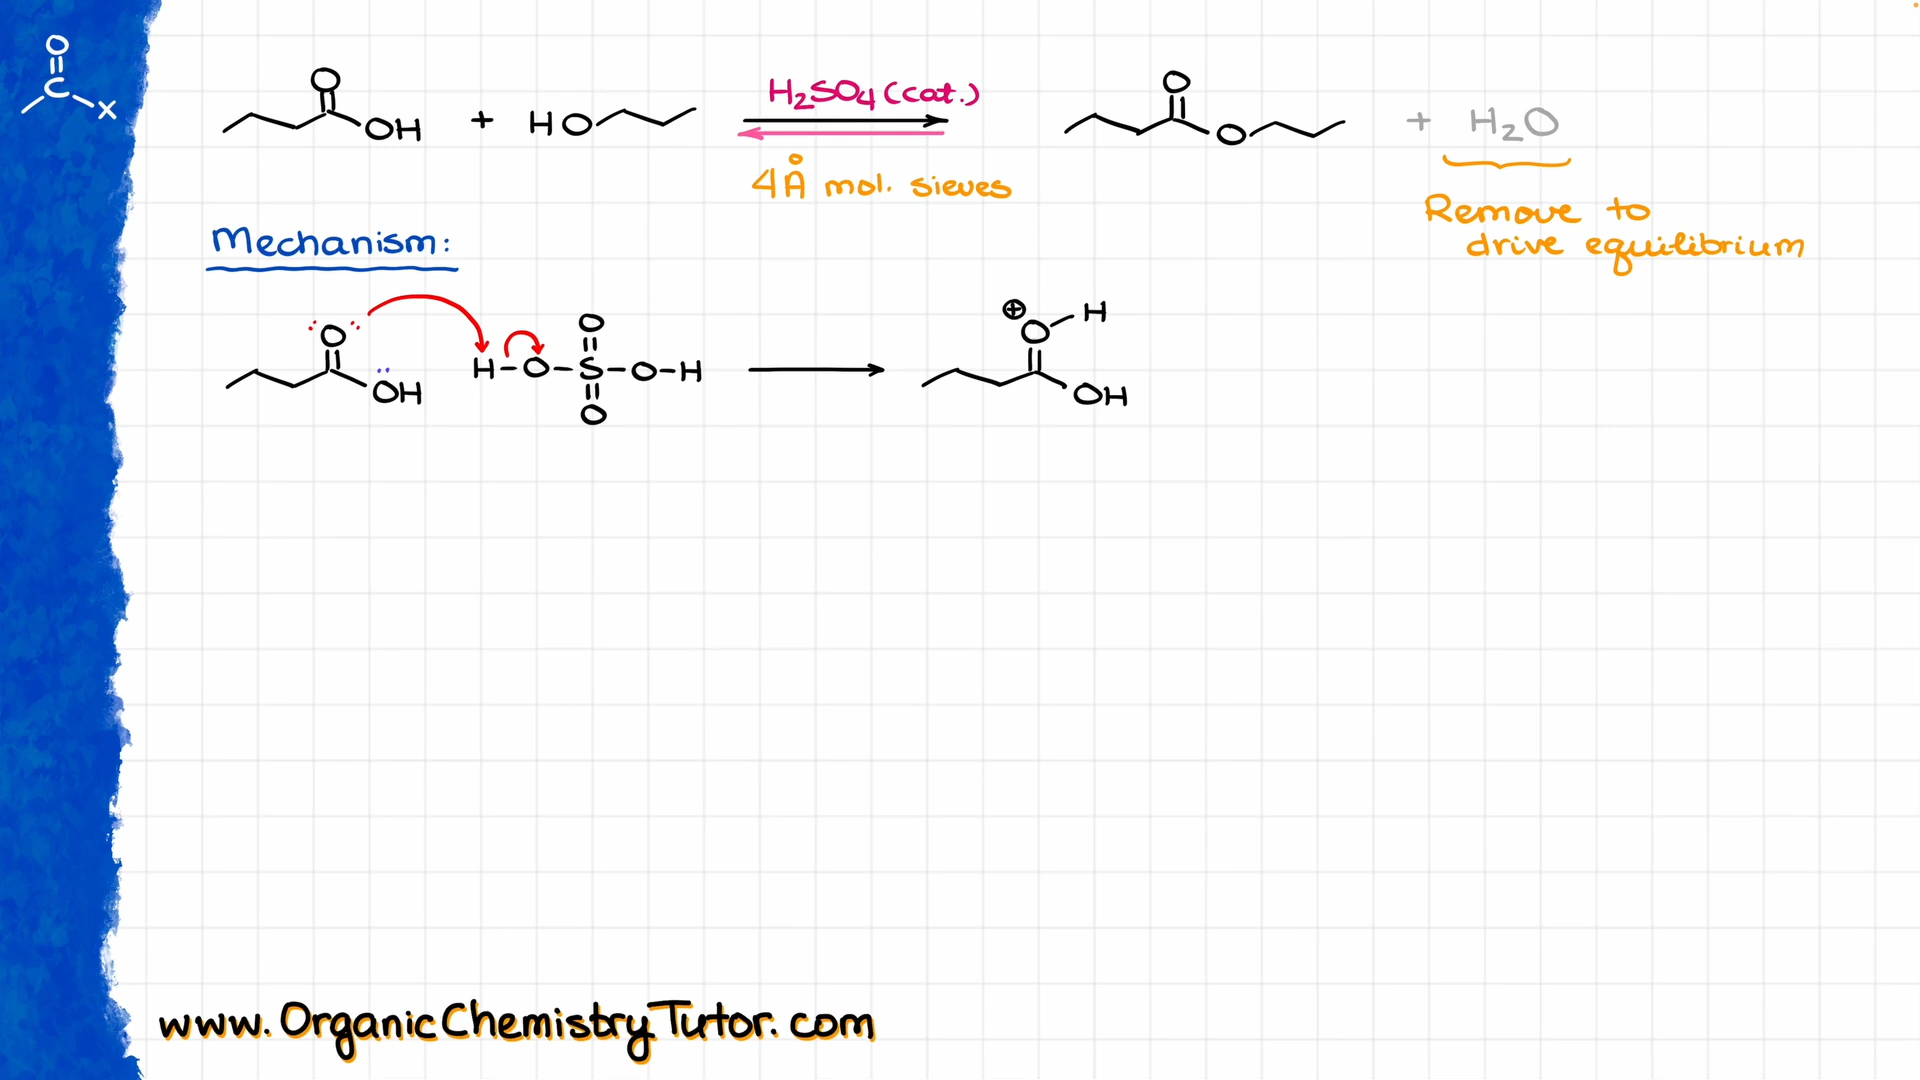 O
C
X
O
OH + HO
H₂SO₄ (cat.)
4Å mol. sieves
O
O
+ H₂O
Remove to
drive equilibrium
Mechanism:
O
OH
O
H-O-S-O-H
O
⊕
O-H
OH
www.OrganicChemistryTutor.com